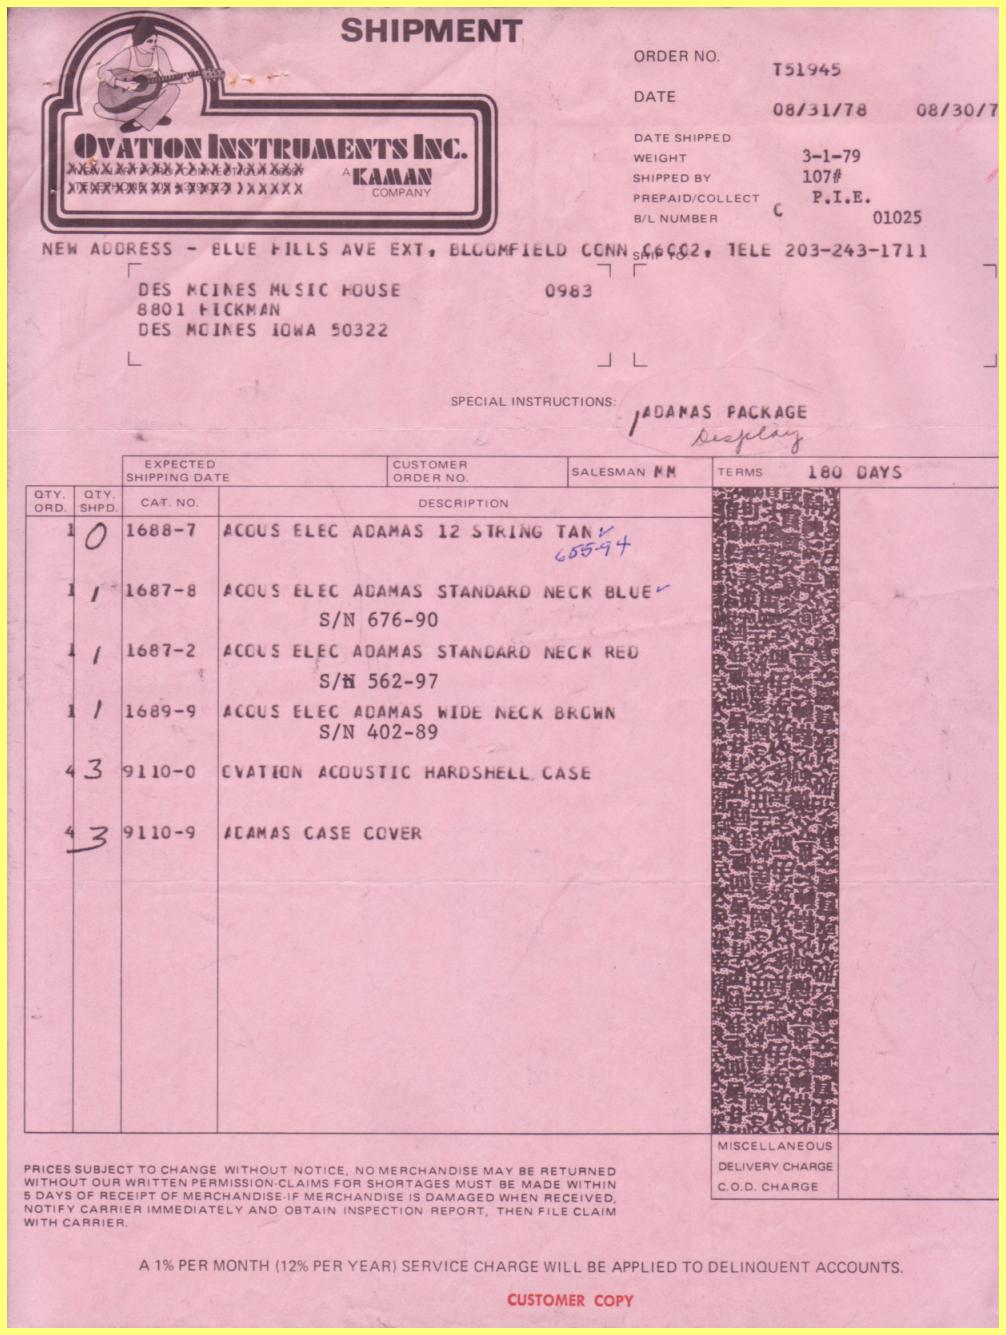 SHIPMENT
ORDER NO. T51945
DATE 08/31/78 08/30/7
OVATION INSTRUMENTS INC.
A KAMAN COMPANY
DATE SHIPPED 3-1-79
WEIGHT 107#
SHIPPED BY P.I.E.
PREPAID/COLLECT C
B/L NUMBER 01025
NEW ADDRESS - BLUE HILLS AVE EXT, BLOOMFIELD CONN 06002, TELE 203-243-1711
SHIP TO:
DES MOINES MUSIC HOUSE 0983
8801 HICKMAN
DES MOINES IOWA 50322
SPECIAL INSTRUCTIONS: ADAMAS PACKAGE
Display
EXPECTED SHIPPING DATE CUSTOMER ORDER NO. SALESMAN MM TERMS 180 DAYS
QTY. ORD. QTY. SHPD. CAT. NO. DESCRIPTION
1 0 1688-7 ACOUS ELEC ADAMAS 12 STRING TAN ✓
655-94
1 1 1687-8 ACOUS ELEC ADAMAS STANDARD NECK BLUE ✓
S/N 676-90
1 1 1687-2 ACOUS ELEC ADAMAS STANDARD NECK RED
S/N 562-97
1 1 1689-9 ACOUS ELEC ADAMAS WIDE NECK BROWN
S/N 402-89
4 3 9110-0 OVATION ACOUSTIC HARDSHELL CASE
4 3 9110-9 ADAMAS CASE COVER
MISCELLANEOUS
DELIVERY CHARGE
C.O.D. CHARGE
PRICES SUBJECT TO CHANGE WITHOUT NOTICE, NO MERCHANDISE MAY BE RETURNED
WITHOUT OUR WRITTEN PERMISSION-CLAIMS FOR SHORTAGES MUST BE MADE WITHIN
5 DAYS OF RECEIPT OF MERCHANDISE-IF MERCHANDISE IS DAMAGED WHEN RECEIVED,
NOTIFY CARRIER IMMEDIATELY AND OBTAIN INSPECTION REPORT, THEN FILE CLAIM
WITH CARRIER.
A 1% PER MONTH (12% PER YEAR) SERVICE CHARGE WILL BE APPLIED TO DELINQUENT ACCOUNTS.
CUSTOMER COPY